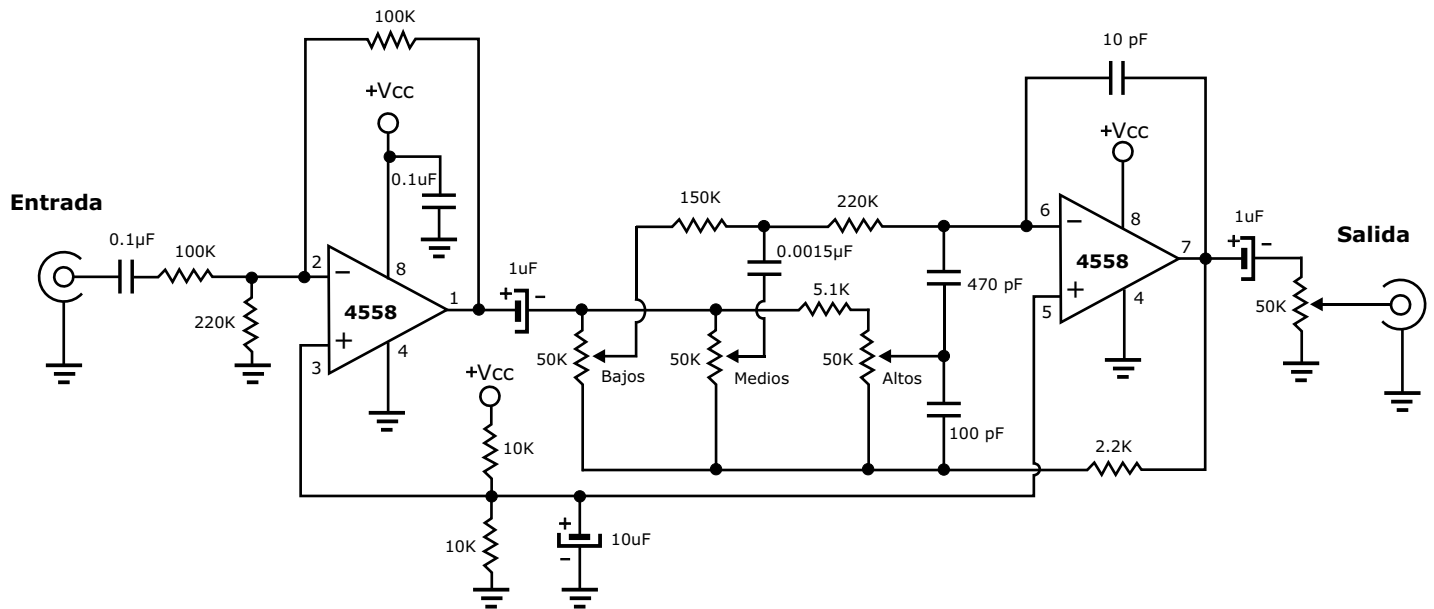 100K
10 pF
+Vcc
+Vcc
0.1uF
150K
220K
Entrada
0.1µF
100K
2
−
8
6
−
8
1uF
+ -
Salida
0.0015µF
7
4558
4558
1uF
+ -
1
5.1K
470 pF
220K
+
3
4
+
5
4
50K
50K
Bajos
50K
Medios
50K
Altos
+Vcc
100 pF
10K
2.2K
10K
+
-
10uF